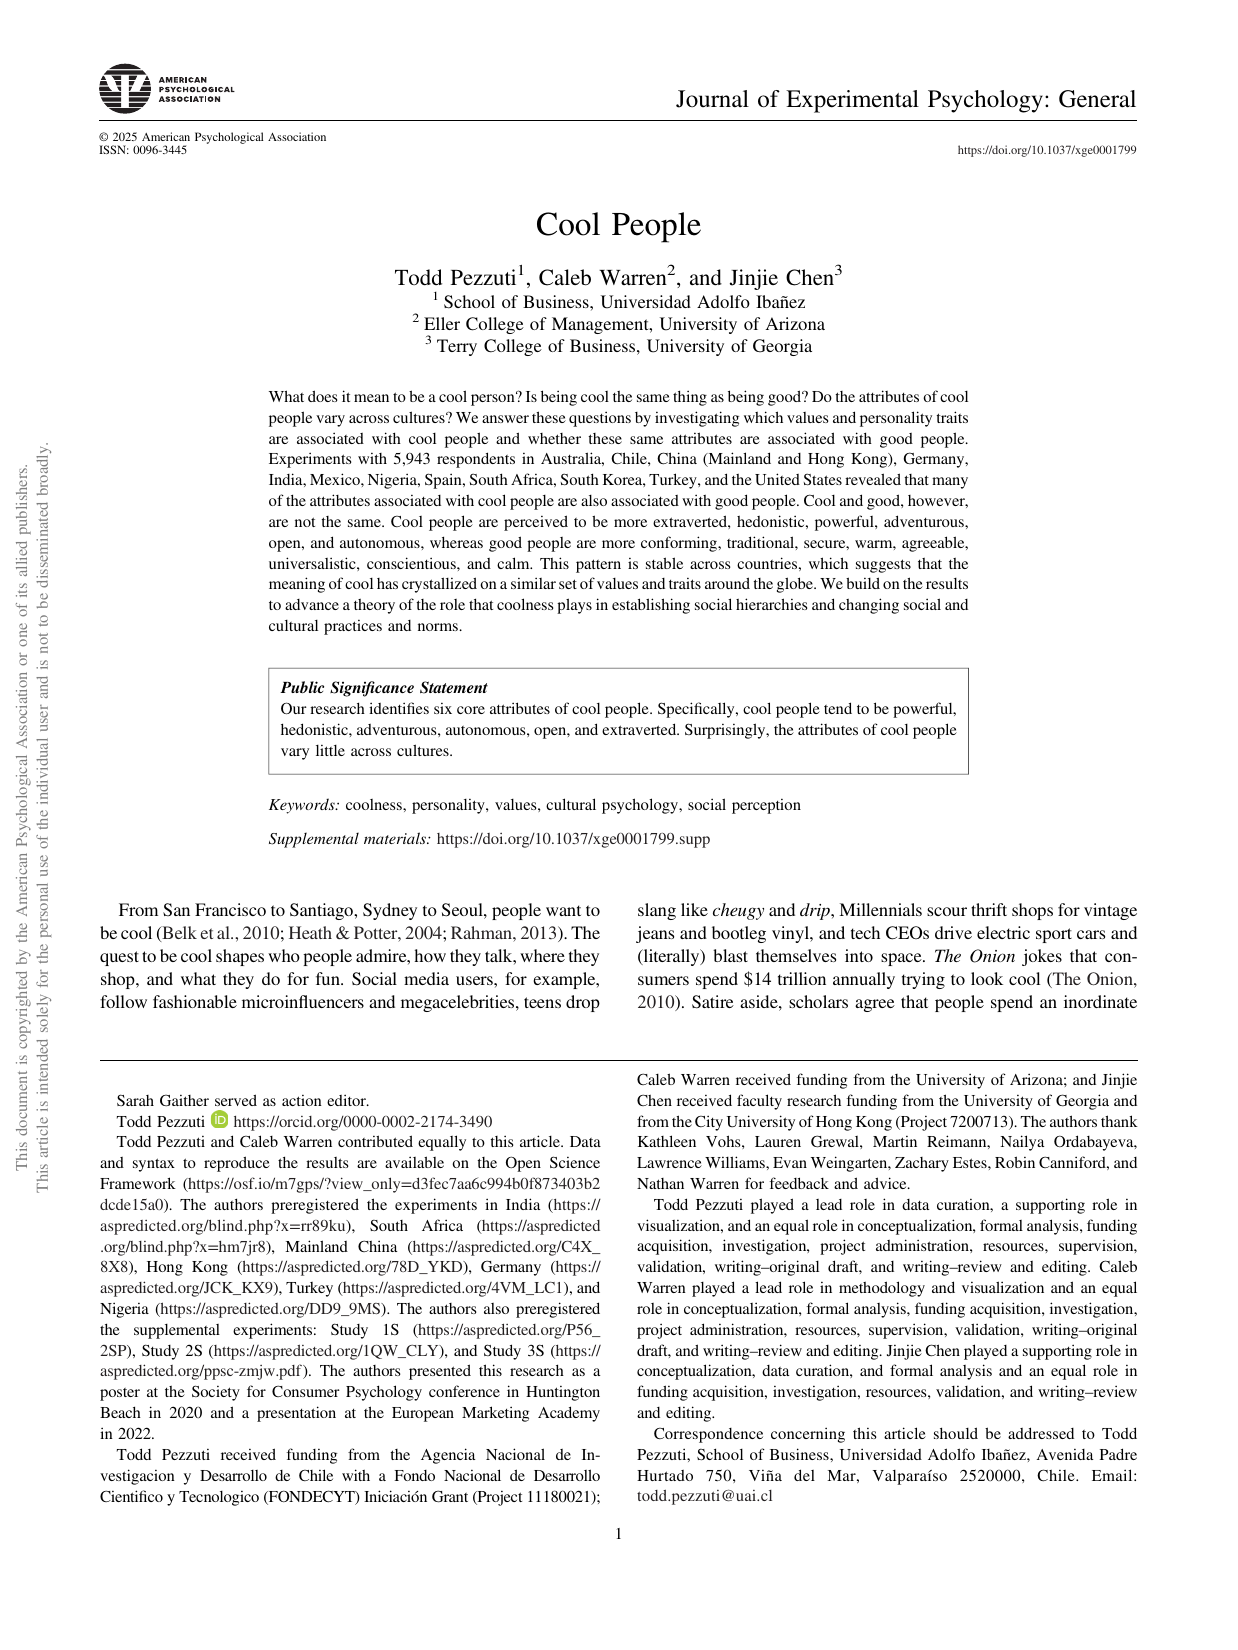 AMERICAN
PSYCHOLOGICAL
ASSOCIATION
Journal of Experimental Psychology: General
© 2025 American Psychological Association
ISSN: 0096-3445
https://doi.org/10.1037/xge0001799
Cool People
Todd Pezzuti1, Caleb Warren2, and Jinjie Chen3
1 School of Business, Universidad Adolfo Ibañez
2 Eller College of Management, University of Arizona
3 Terry College of Business, University of Georgia
What does it mean to be a cool person? Is being cool the same thing as being good? Do the attributes of cool
people vary across cultures? We answer these questions by investigating which values and personality traits
are associated with cool people and whether these same attributes are associated with good people.
Experiments with 5,943 respondents in Australia, Chile, China (Mainland and Hong Kong), Germany,
India, Mexico, Nigeria, Spain, South Africa, South Korea, Turkey, and the United States revealed that many
of the attributes associated with cool people are also associated with good people. Cool and good, however,
are not the same. Cool people are perceived to be more extraverted, hedonistic, powerful, adventurous,
open, and autonomous, whereas good people are more conforming, traditional, secure, warm, agreeable,
universalistic, conscientious, and calm. This pattern is stable across countries, which suggests that the
meaning of cool has crystallized on a similar set of values and traits around the globe. We build on the results
to advance a theory of the role that coolness plays in establishing social hierarchies and changing social and
cultural practices and norms.
Public Significance Statement
Our research identifies six core attributes of cool people. Specifically, cool people tend to be powerful,
hedonistic, adventurous, autonomous, open, and extraverted. Surprisingly, the attributes of cool people
vary little across cultures.
Keywords: coolness, personality, values, cultural psychology, social perception
Supplemental materials: https://doi.org/10.1037/xge0001799.supp
From San Francisco to Santiago, Sydney to Seoul, people want to
be cool (Belk et al., 2010; Heath & Potter, 2004; Rahman, 2013). The
quest to be cool shapes who people admire, how they talk, where they
shop, and what they do for fun. Social media users, for example,
follow fashionable microinfluencers and megacelebrities, teens drop
slang like cheugy and drip, Millennials scour thrift shops for vintage
jeans and bootleg vinyl, and tech CEOs drive electric sport cars and
(literally) blast themselves into space. The Onion jokes that con-
sumers spend $14 trillion annually trying to look cool (The Onion,
2010). Satire aside, scholars agree that people spend an inordinate
Sarah Gaither served as action editor.
Todd Pezzuti iD https://orcid.org/0000-0002-2174-3490
Todd Pezzuti and Caleb Warren contributed equally to this article. Data
and syntax to reproduce the results are available on the Open Science
Framework (https://osf.io/m7gps/?view_only=d3fec7aa6c994b0f873403b2
dcde15a0). The authors preregistered the experiments in India (https://
aspredicted.org/blind.php?x=rr89ku), South Africa (https://aspredicted
.org/blind.php?x=hm7jr8), Mainland China (https://aspredicted.org/C4X_
8X8), Hong Kong (https://aspredicted.org/78D_YKD), Germany (https://
aspredicted.org/JCK_KX9), Turkey (https://aspredicted.org/4VM_LC1), and
Nigeria (https://aspredicted.org/DD9_9MS). The authors also preregistered
the supplemental experiments: Study 1S (https://aspredicted.org/P56_
2SP), Study 2S (https://aspredicted.org/1QW_CLY), and Study 3S (https://
aspredicted.org/ppsc-zmjw.pdf). The authors presented this research as a
poster at the Society for Consumer Psychology conference in Huntington
Beach in 2020 and a presentation at the European Marketing Academy
in 2022.
Todd Pezzuti received funding from the Agencia Nacional de In-
vestigacion y Desarrollo de Chile with a Fondo Nacional de Desarrollo
Cientifico y Tecnologico (FONDECYT) Iniciación Grant (Project 11180021);
Caleb Warren received funding from the University of Arizona; and Jinjie
Chen received faculty research funding from the University of Georgia and
from the City University of Hong Kong (Project 7200713). The authors thank
Kathleen Vohs, Lauren Grewal, Martin Reimann, Nailya Ordabayeva,
Lawrence Williams, Evan Weingarten, Zachary Estes, Robin Canniford, and
Nathan Warren for feedback and advice.
Todd Pezzuti played a lead role in data curation, a supporting role in
visualization, and an equal role in conceptualization, formal analysis, funding
acquisition, investigation, project administration, resources, supervision,
validation, writing–original draft, and writing–review and editing. Caleb
Warren played a lead role in methodology and visualization and an equal
role in conceptualization, formal analysis, funding acquisition, investigation,
project administration, resources, supervision, validation, writing–original
draft, and writing–review and editing. Jinjie Chen played a supporting role in
conceptualization, data curation, and formal analysis and an equal role in
funding acquisition, investigation, resources, validation, and writing–review
and editing.
Correspondence concerning this article should be addressed to Todd
Pezzuti, School of Business, Universidad Adolfo Ibañez, Avenida Padre
Hurtado 750, Viña del Mar, Valparaíso 2520000, Chile. Email:
todd.pezzuti@uai.cl
1
This document is copyrighted by the American Psychological Association or one of its allied publishers.
This article is intended solely for the personal use of the individual user and is not to be disseminated broadly.